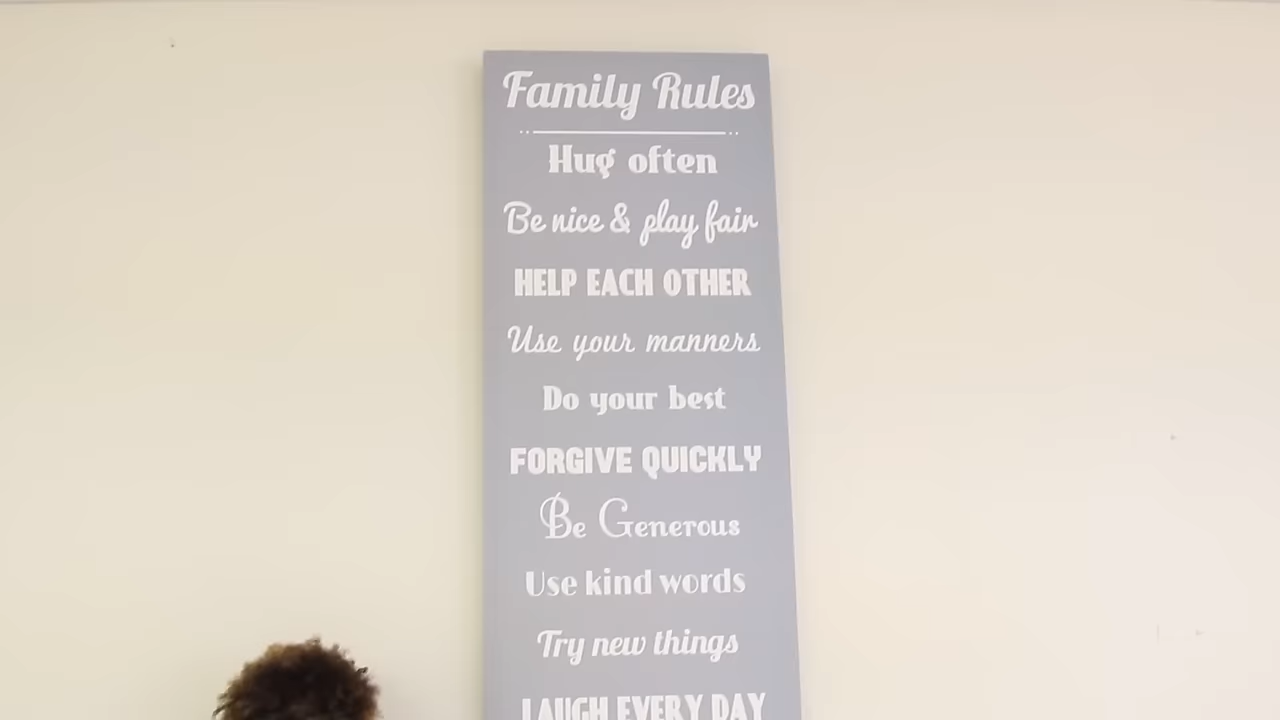 Family Rules
Hug often
Be nice & play fair
HELP EACH OTHER
Use your manners
Do your best
FORGIVE QUICKLY
Be Generous
Use kind words
Try new things
LAUGH EVERY DAY